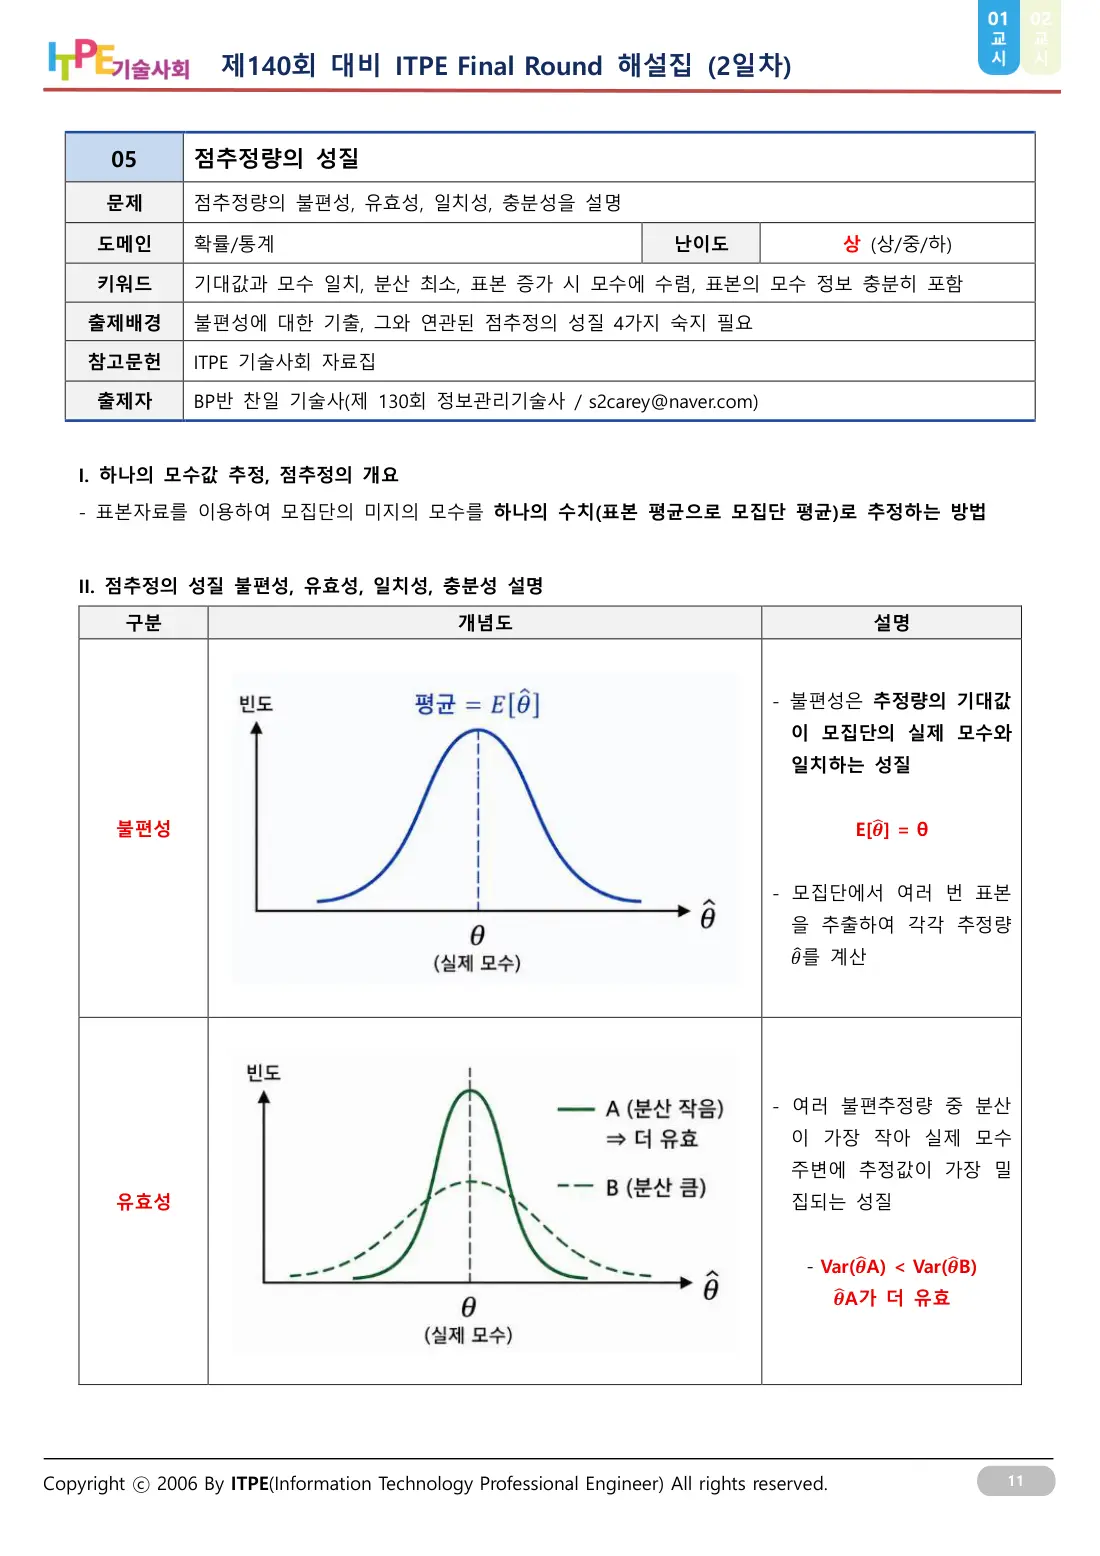 ITPE기술사회 제140회 대비 ITPE Final Round 해설집 (2일차)
01
교
시
02
교
시
05 점추정량의 성질
문제 점추정량의 불편성, 유효성, 일치성, 충분성을 설명
도메인 확률/통계 난이도 상 (상/중/하)
키워드 기대값과 모수 일치, 분산 최소, 표본 증가 시 모수에 수렴, 표본의 모수 정보 충분히 포함
출제배경 불편성에 대한 기출, 그와 연관된 점추정의 성질 4가지 숙지 필요
참고문헌 ITPE 기술사회 자료집
출제자 BP반 찬일 기술사(제 130회 정보관리기술사 / s2carey@naver.com)
I. 하나의 모수값 추정, 점추정의 개요
- 표본자료를 이용하여 모집단의 미지의 모수를 하나의 수치(표본 평균으로 모집단 평균)로 추정하는 방법
II. 점추정의 성질 불편성, 유효성, 일치성, 충분성 설명
구분 개념도 설명
불편성
빈도
평균 = E[θ̂]
θ̂
θ
(실제 모수)
- 불편성은 추정량의 기대값
이 모집단의 실제 모수와
일치하는 성질
E[θ̂] = θ
- 모집단에서 여러 번 표본
을 추출하여 각각 추정량
θ̂를 계산
유효성
빈도
A (분산 작음)
⇒ 더 유효
B (분산 큼)
θ̂
θ
(실제 모수)
- 여러 불편추정량 중 분산
이 가장 작아 실제 모수
주변에 추정값이 가장 밀
집되는 성질
- Var(θ̂A) < Var(θ̂B)
θ̂A가 더 유효
Copyright ⓒ 2006 By ITPE(Information Technology Professional Engineer) All rights reserved.
11